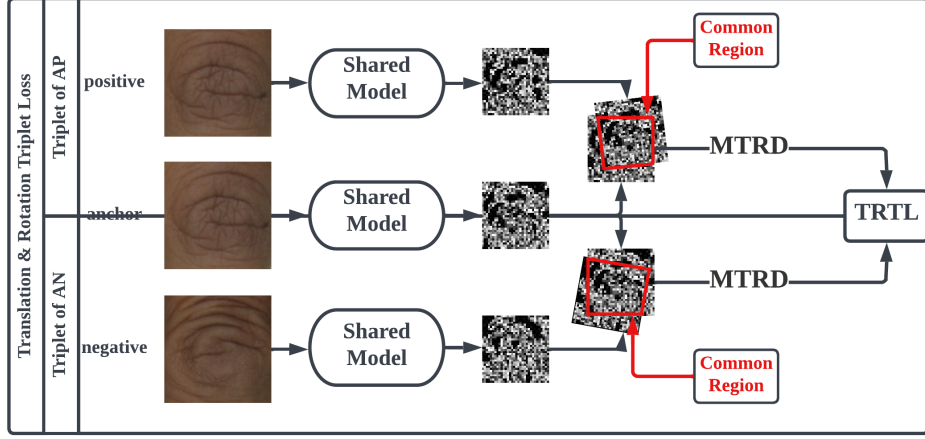 Translation & Rotation Triplet Loss
Triplet of AP
Triplet of AN
positive
Shared
Model
Common
Region
MTRD
anchor
Shared
Model
TRTL
negative
Shared
Model
MTRD
Common
Region